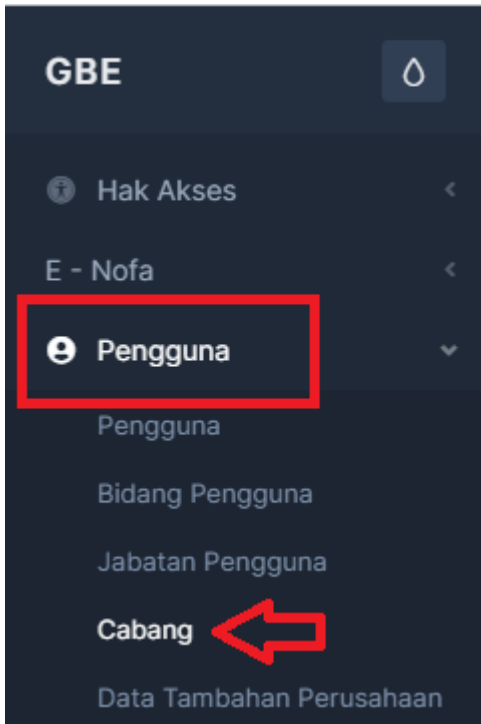 GBE
Hak Akses
E - Nofa
Pengguna
Pengguna
Bidang Pengguna
Jabatan Pengguna
Cabang
Data Tambahan Perusahaan